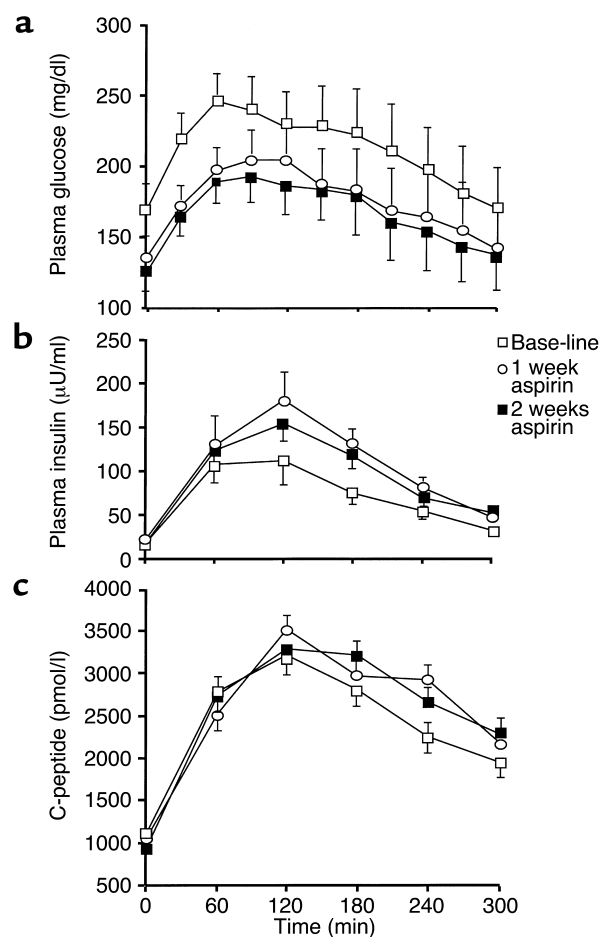 a
Plasma glucose (mg/dl)
300
250
200
150
100
b
Plasma insulin (μU/ml)
250
200
150
100
50
0
Base-line
1 week
aspirin
2 weeks
aspirin
c
C-peptide (pmol/l)
4000
3500
3000
2500
2000
1500
1000
500
0 60 120 180 240 300
Time (min)